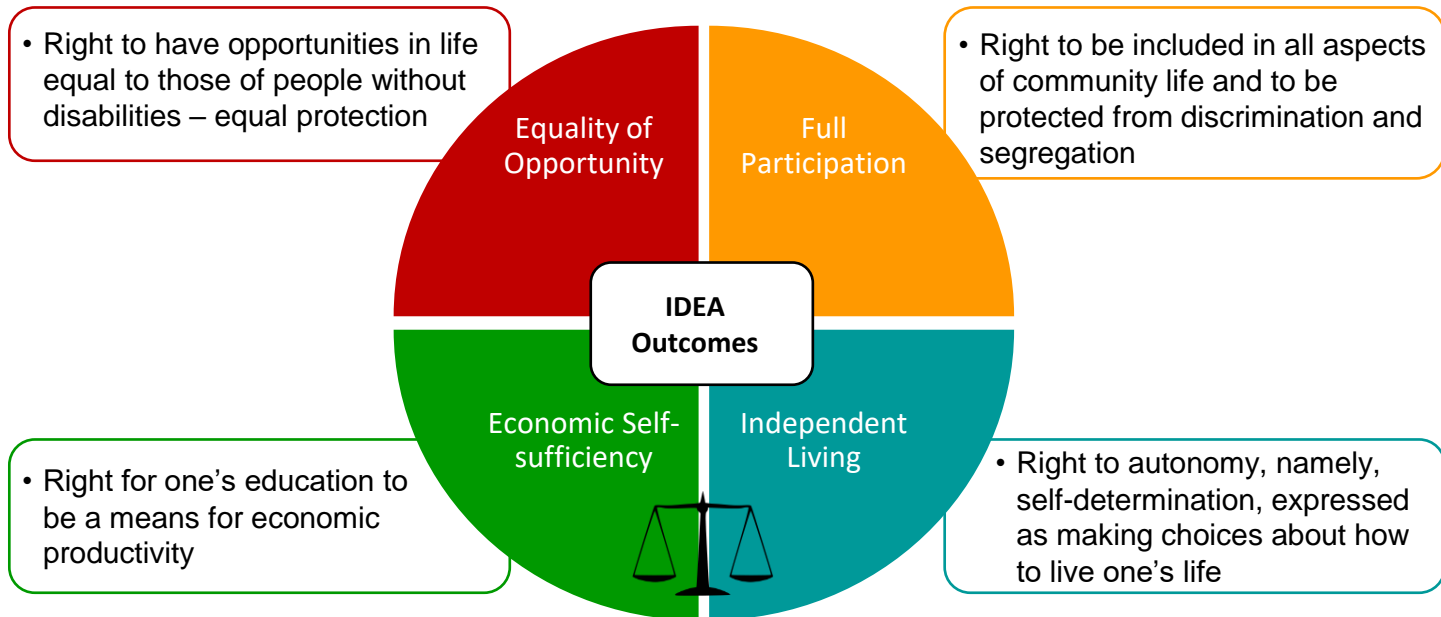 • Right to have opportunities in life
equal to those of people without
disabilities – equal protection
Equality of
Opportunity
Full
Participation
• Right to be included in all aspects
of community life and to be
protected from discrimination and
segregation
IDEA
Outcomes
• Right for one’s education to
be a means for economic
productivity
Economic Self-
sufficiency
Independent
Living
• Right to autonomy, namely,
self-determination, expressed
as making choices about how
to live one’s life